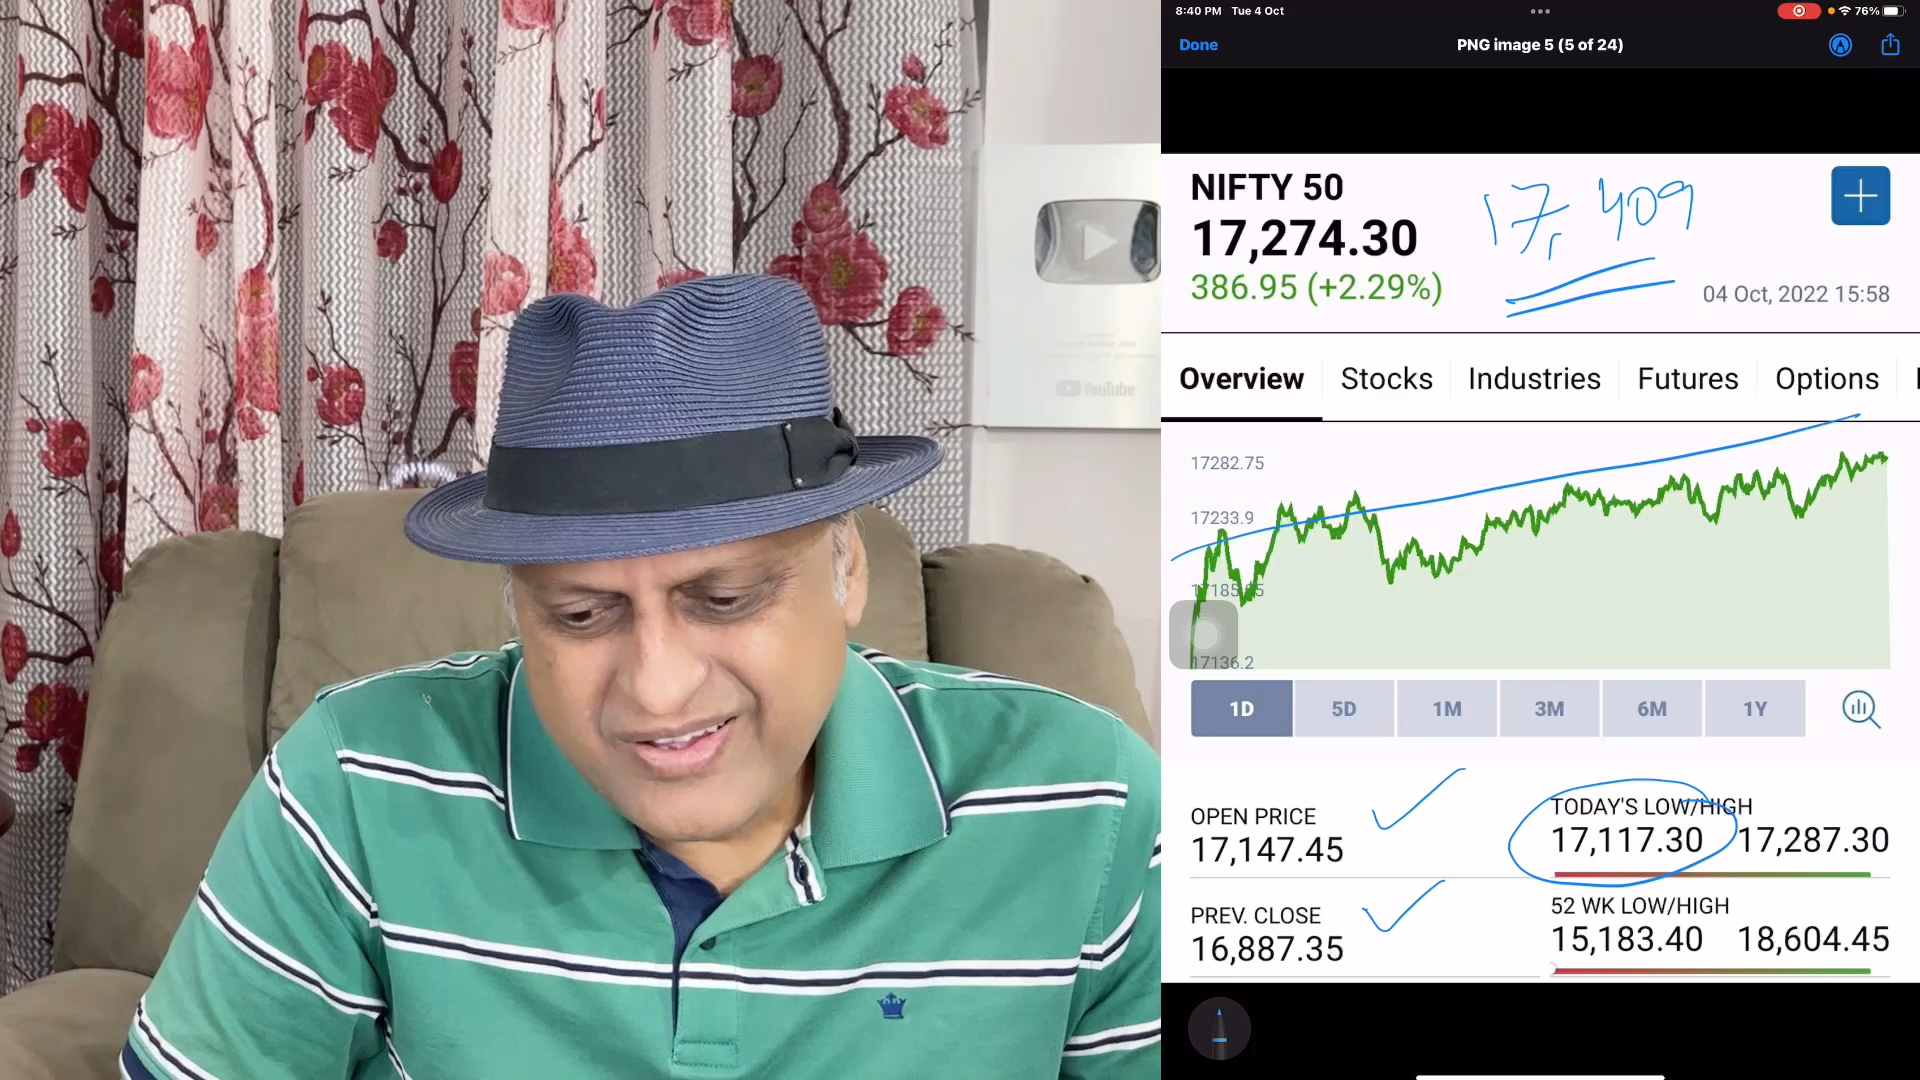 8:40 PM Tue 4 Oct
76%
Done
PNG image 5 (5 of 24)
NIFTY 50
17,274.30
17,409
386.95 (+2.29%)
04 Oct, 2022 15:58
Overview Stocks Industries Futures Options
17282.75
17233.9
17136.2
1D 5D 1M 3M 6M 1Y
OPEN PRICE
17,147.45
TODAY'S LOW/HIGH
17,117.30 17,287.30
PREV. CLOSE
16,887.35
52 WK LOW/HIGH
15,183.40 18,604.45
YouTube